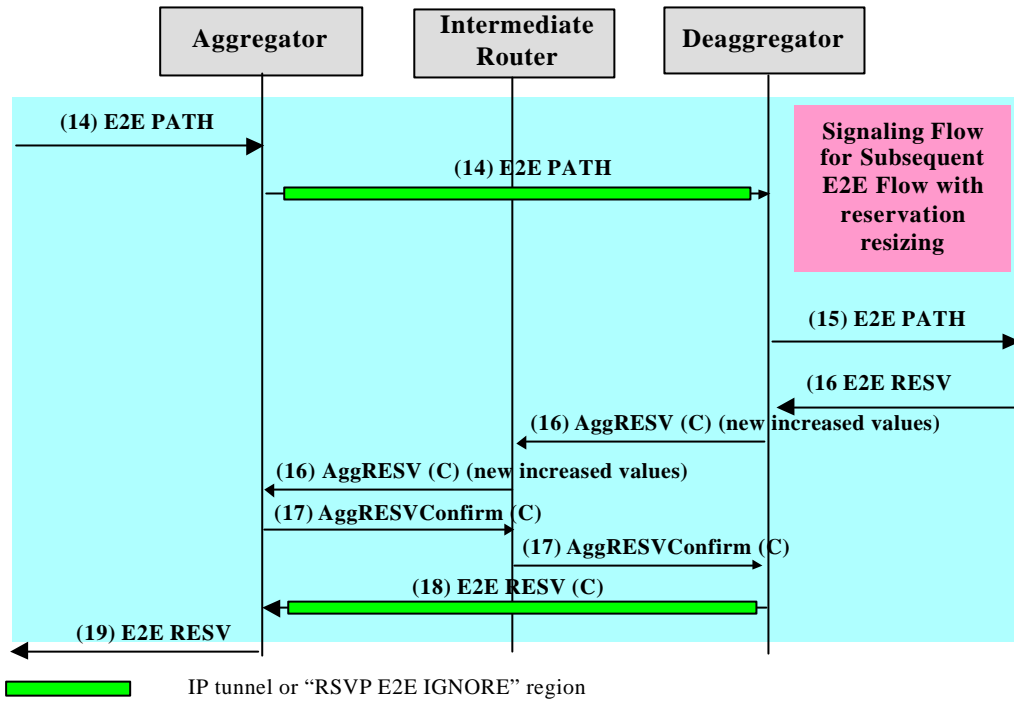 Aggregator
Intermediate
Router
Deaggregator
(14) E2E PATH
(14) E2E PATH
Signaling Flow
for Subsequent
E2E Flow with
reservation
resizing
(15) E2E PATH
(16 E2E RESV
(16) AggRESV (C) (new increased values)
(16) AggRESV (C) (new increased values)
(17) AggRESVConfirm (C)
(17) AggRESVConfirm (C)
(18) E2E RESV (C)
(19) E2E RESV
IP tunnel or “RSVP E2E IGNORE” region